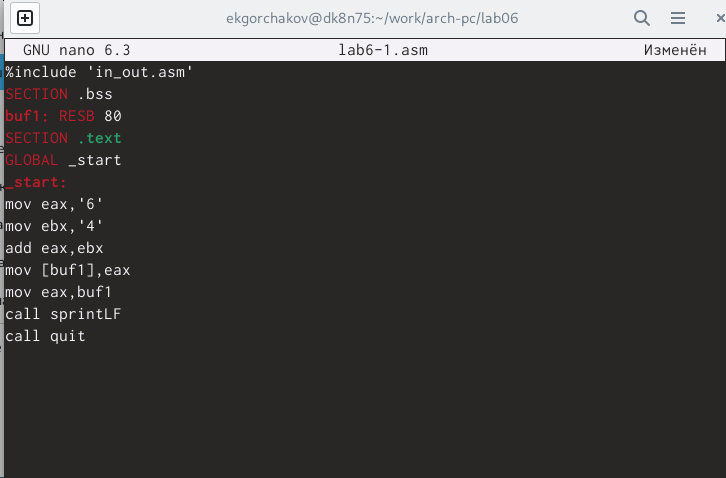 ekgorchakov@dk8n75:~/work/arch-pc/lab06
GNU nano 6.3 lab6-1.asm Изменён
%include 'in_out.asm'
SECTION .bss
buf1: RESB 80
SECTION .text
GLOBAL _start
_start:
mov eax,'6'
mov ebx,'4'
add eax,ebx
mov [buf1],eax
mov eax,buf1
call sprintLF
call quit